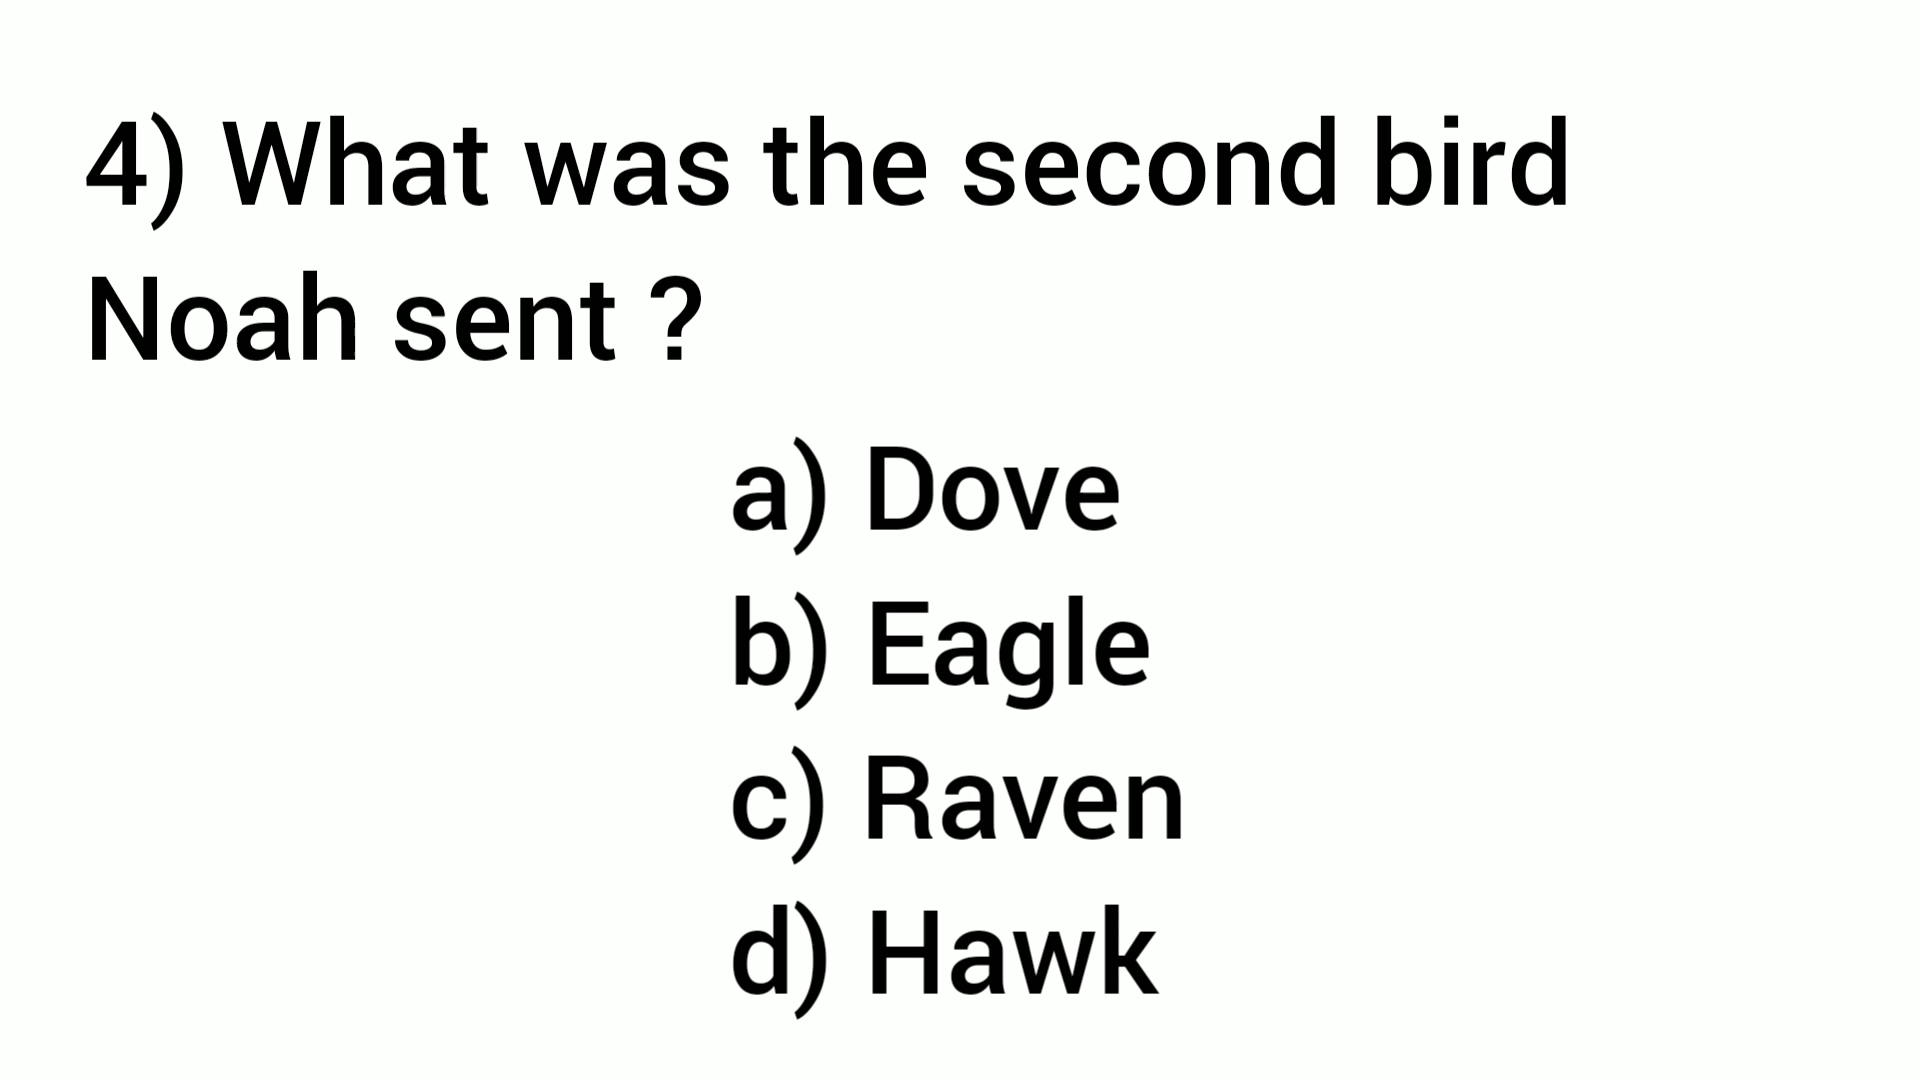 4) What was the second bird
Noah sent ?
a) Dove
b) Eagle
c) Raven
d) Hawk